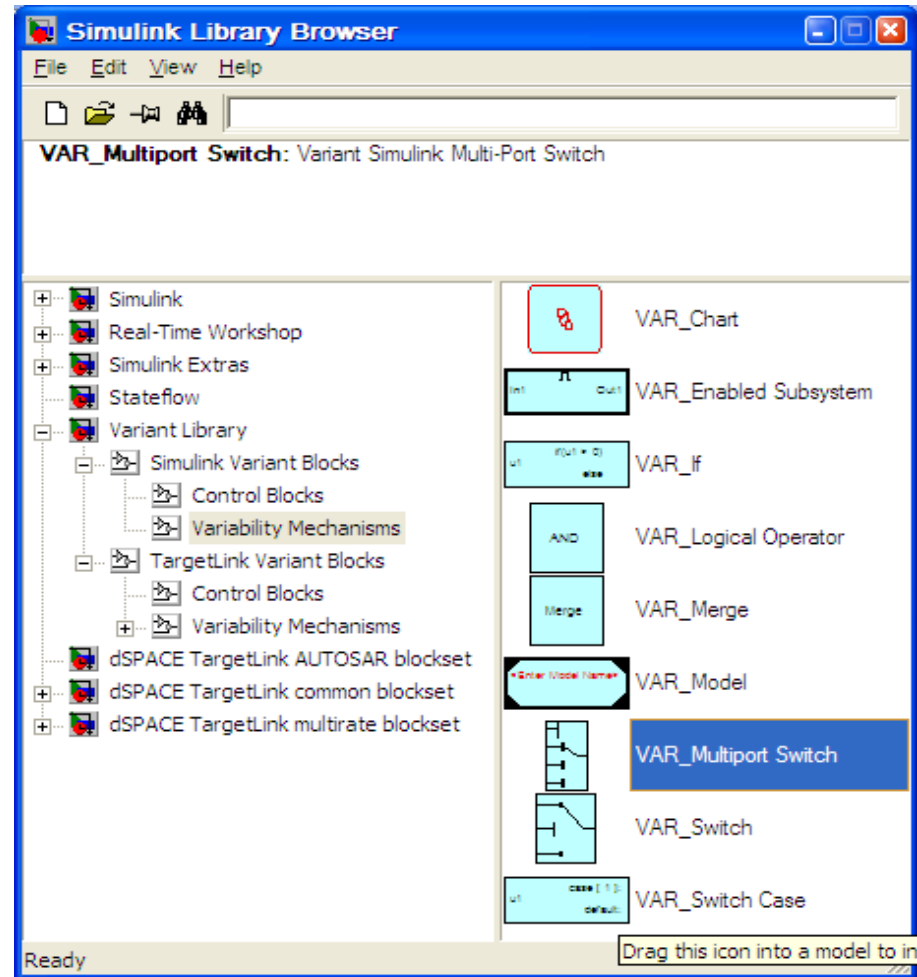 Simulink Library Browser
File Edit View Help
VAR_Multiport Switch: Variant Simulink Multi-Port Switch
Simulink
Real-Time Workshop
Simulink Extras
Stateflow
Variant Library
Simulink Variant Blocks
Control Blocks
Variability Mechanisms
TargetLink Variant Blocks
Control Blocks
Variability Mechanisms
dSPACE TargetLink AUTOSAR blockset
dSPACE TargetLink common blockset
dSPACE TargetLink multirate blockset
VAR_Chart
In1 Out1 VAR_Enabled Subsystem
u1 else VAR_If
AND VAR_Logical Operator
Merge VAR_Merge
<Enter Model Name> VAR_Model
VAR_Multiport Switch
VAR_Switch
u1 case [ 1 ]: default: VAR_Switch Case
Drag this icon into a model to in
Ready